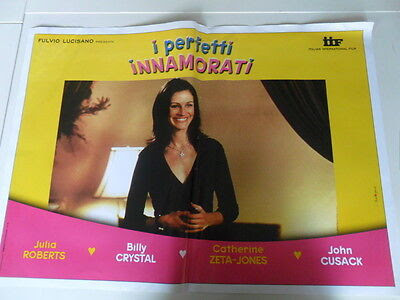 FULVIO LUCISANO PRESENTA
i perfetti
iNNAMORATi
iif
ITALIAN INTERNATIONAL FILM
Julia
ROBERTS
Billy
CRYSTAL
Catherine
ZETA-JONES
John
CUSACK